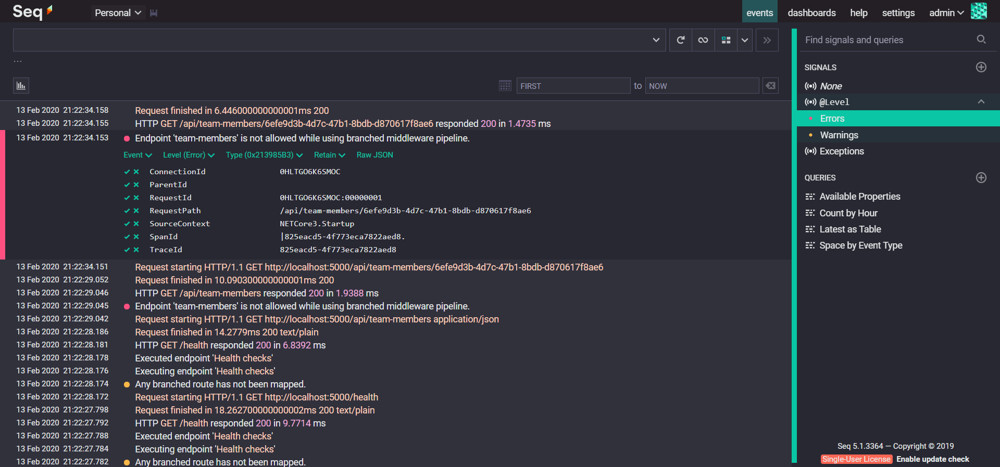 Seq Personal events dashboards help settings admin
Find signals and queries
...
FIRST to NOW
SIGNALS
None
@Level
Errors
Warnings
Exceptions
QUERIES
Available Properties
Count by Hour
Latest as Table
Space by Event Type
13 Feb 2020 21:22:34.158 Request finished in 6.446000000000001ms 200
13 Feb 2020 21:22:34.155 HTTP GET /api/team-members/6efe9d3b-4d7c-47b1-8bdb-d870617f8ae6 responded 200 in 1.4735 ms
13 Feb 2020 21:22:34.153 Endpoint 'team-members' is not allowed while using branched middleware pipeline.
Event Level (Error) Type (0x213985B3) Retain Raw JSON
ConnectionId 0HLTGO6K6SMOC
ParentId
RequestId 0HLTGO6K6SMOC:00000001
RequestPath /api/team-members/6efe9d3b-4d7c-47b1-8bdb-d870617f8ae6
SourceContext NETCore3.Startup
SpanId |825eacd5-4f773eca7822aed8.
TraceId 825eacd5-4f773eca7822aed8
13 Feb 2020 21:22:34.151 Request starting HTTP/1.1 GET http://localhost:5000/api/team-members/6efe9d3b-4d7c-47b1-8bdb-d870617f8ae6
13 Feb 2020 21:22:29.052 Request finished in 10.090300000000001ms 200
13 Feb 2020 21:22:29.046 HTTP GET /api/team-members responded 200 in 1.9388 ms
13 Feb 2020 21:22:29.045 Endpoint 'team-members' is not allowed while using branched middleware pipeline.
13 Feb 2020 21:22:29.042 Request starting HTTP/1.1 GET http://localhost:5000/api/team-members application/json
13 Feb 2020 21:22:28.186 Request finished in 14.2779ms 200 text/plain
13 Feb 2020 21:22:28.181 HTTP GET /health responded 200 in 6.8392 ms
13 Feb 2020 21:22:28.178 Executed endpoint 'Health checks'
13 Feb 2020 21:22:28.176 Executing endpoint 'Health checks'
13 Feb 2020 21:22:28.174 Any branched route has not been mapped.
13 Feb 2020 21:22:28.172 Request starting HTTP/1.1 GET http://localhost:5000/health
13 Feb 2020 21:22:27.798 Request finished in 18.262700000000002ms 200 text/plain
13 Feb 2020 21:22:27.792 HTTP GET /health responded 200 in 9.7714 ms
13 Feb 2020 21:22:27.788 Executed endpoint 'Health checks'
13 Feb 2020 21:22:27.784 Executing endpoint 'Health checks'
13 Feb 2020 21:22:27.782 Any branched route has not been mapped.
Seq 5.1.3364 — Copyright © 2019
Single-User License Enable update check